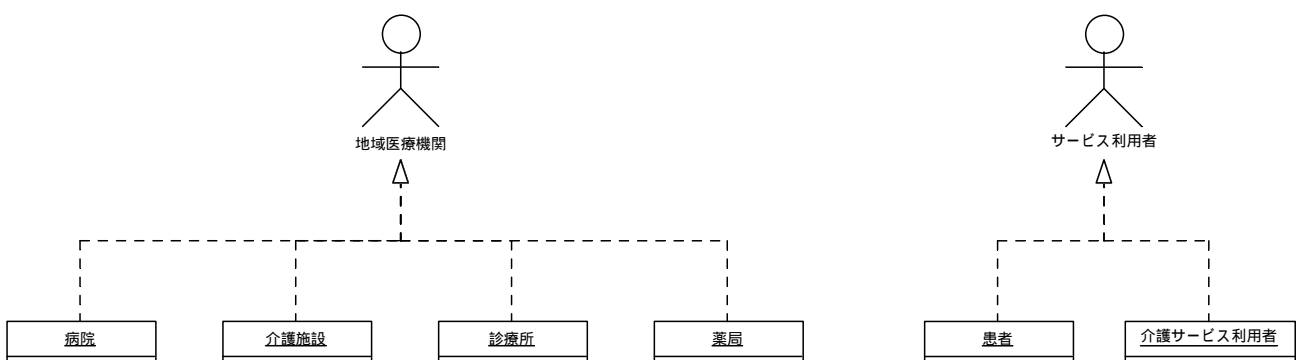 地域医療機関
サービス利用者
病院
介護施設
診療所
薬局
患者
介護サービス利用者